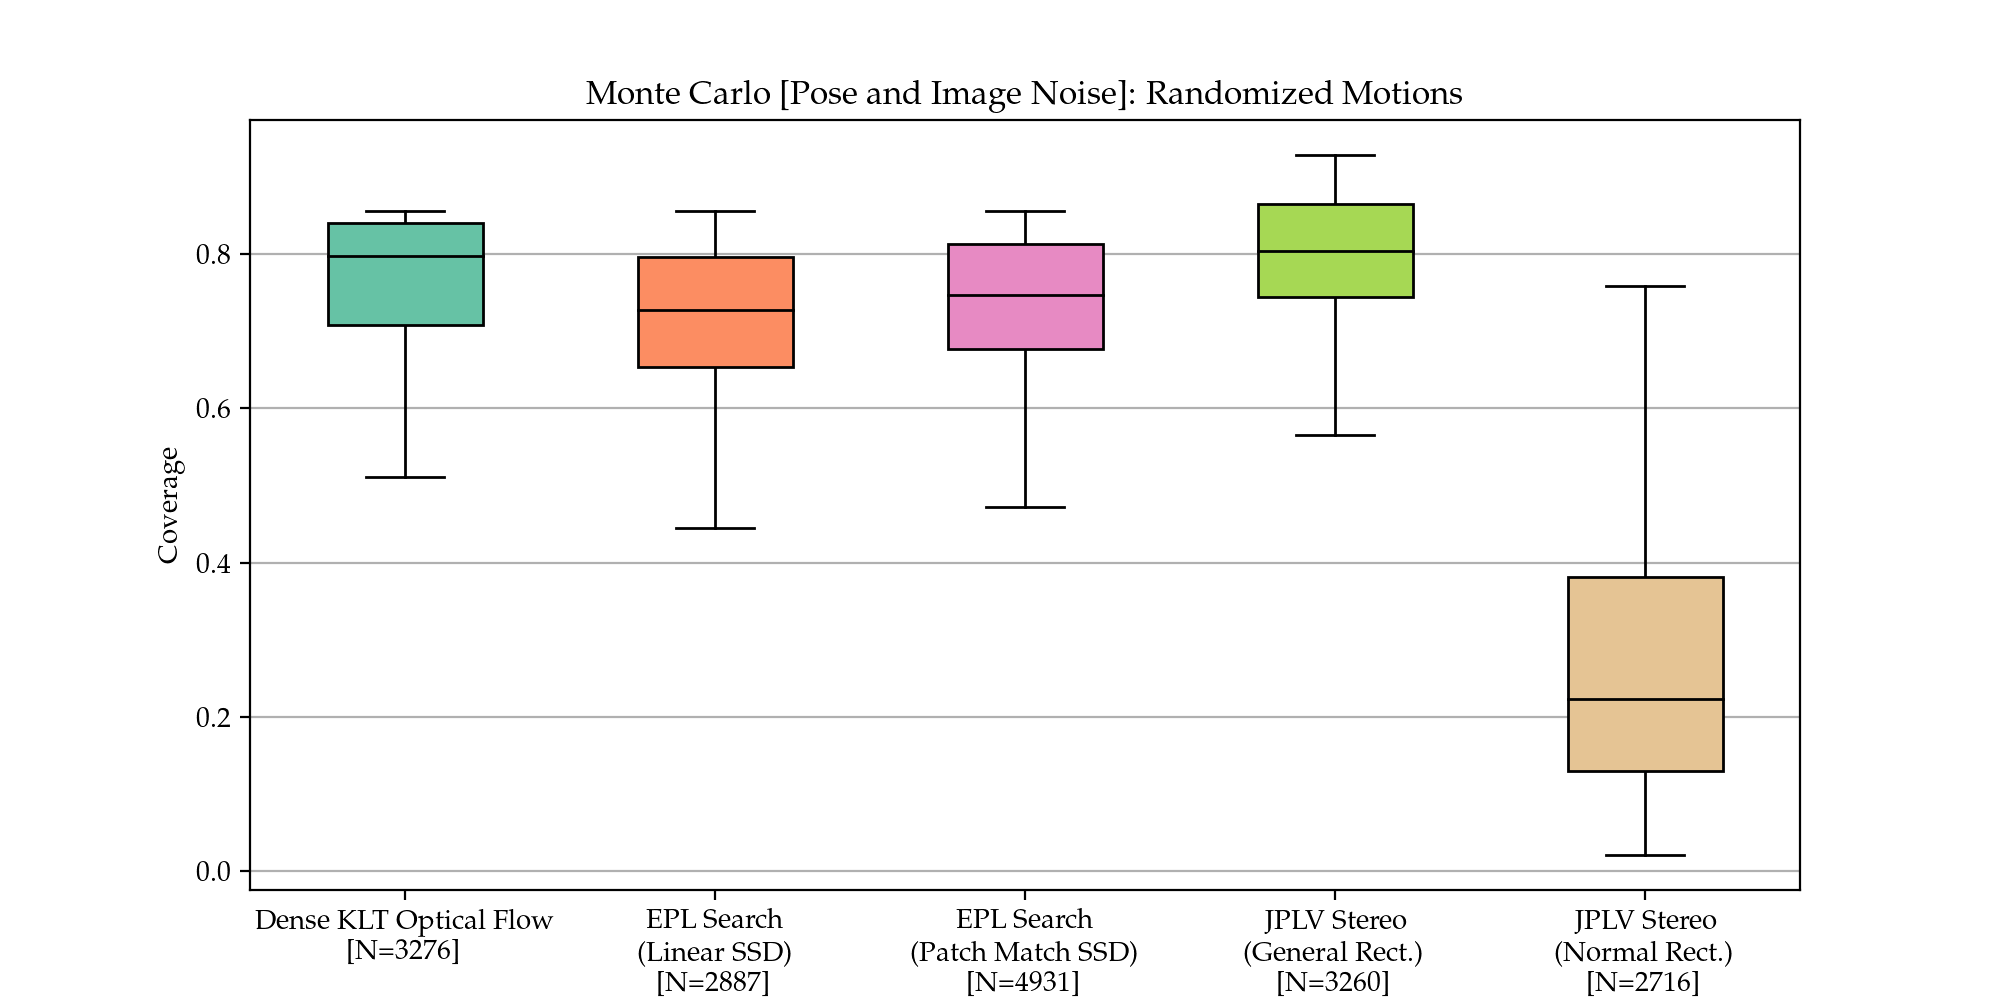 Monte Carlo [Pose and Image Noise]: Randomized Motions
Coverage
0.8
0.6
0.4
0.2
0.0
Dense KLT Optical Flow
[N=3276]
EPL Search
(Linear SSD)
[N=2887]
EPL Search
(Patch Match SSD)
[N=4931]
JPLV Stereo
(General Rect.)
[N=3260]
JPLV Stereo
(Normal Rect.)
[N=2716]